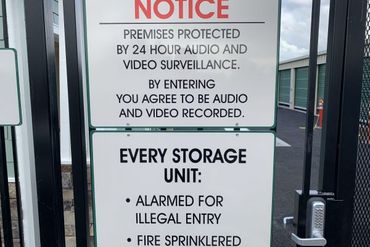 NOTICE
PREMISES PROTECTED
BY 24 HOUR AUDIO AND
VIDEO SURVEILLANCE.
BY ENTERING
YOU AGREE TO BE AUDIO
AND VIDEO RECORDED.
EVERY STORAGE
UNIT:
• ALARMED FOR
ILLEGAL ENTRY
• FIRE SPRINKLERED